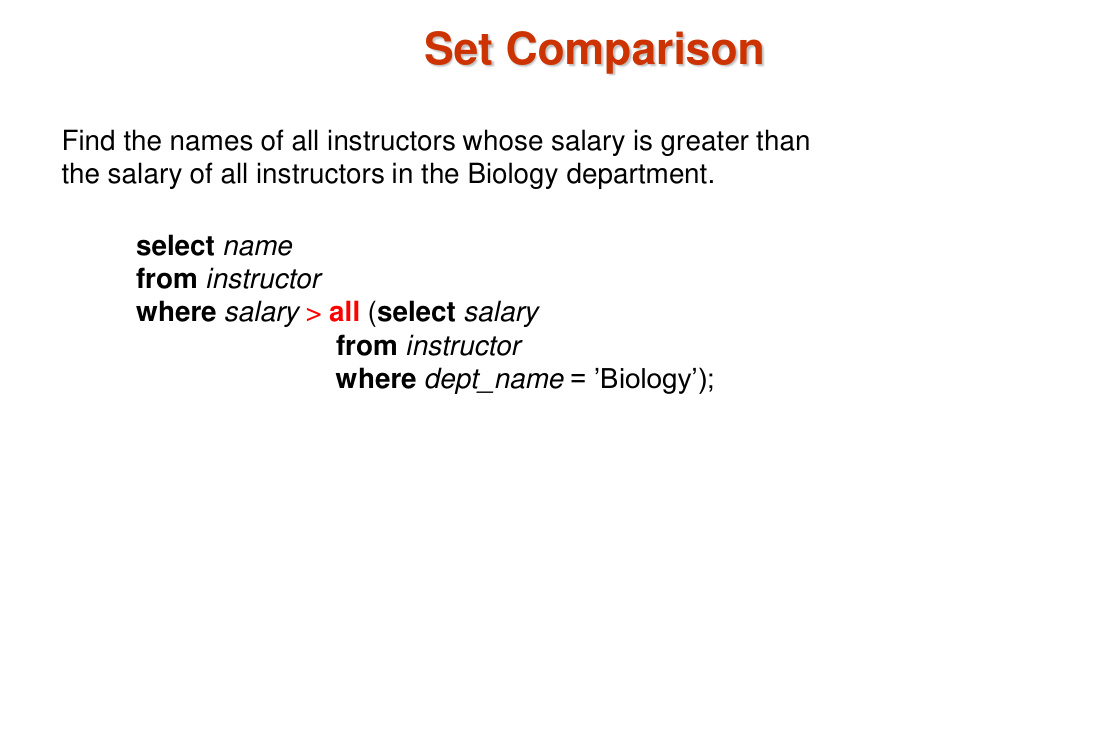 Set Comparison
Find the names of all instructors whose salary is greater than
the salary of all instructors in the Biology department.
select name
from instructor
where salary > all (select salary
from instructor
where dept_name = ’Biology’);